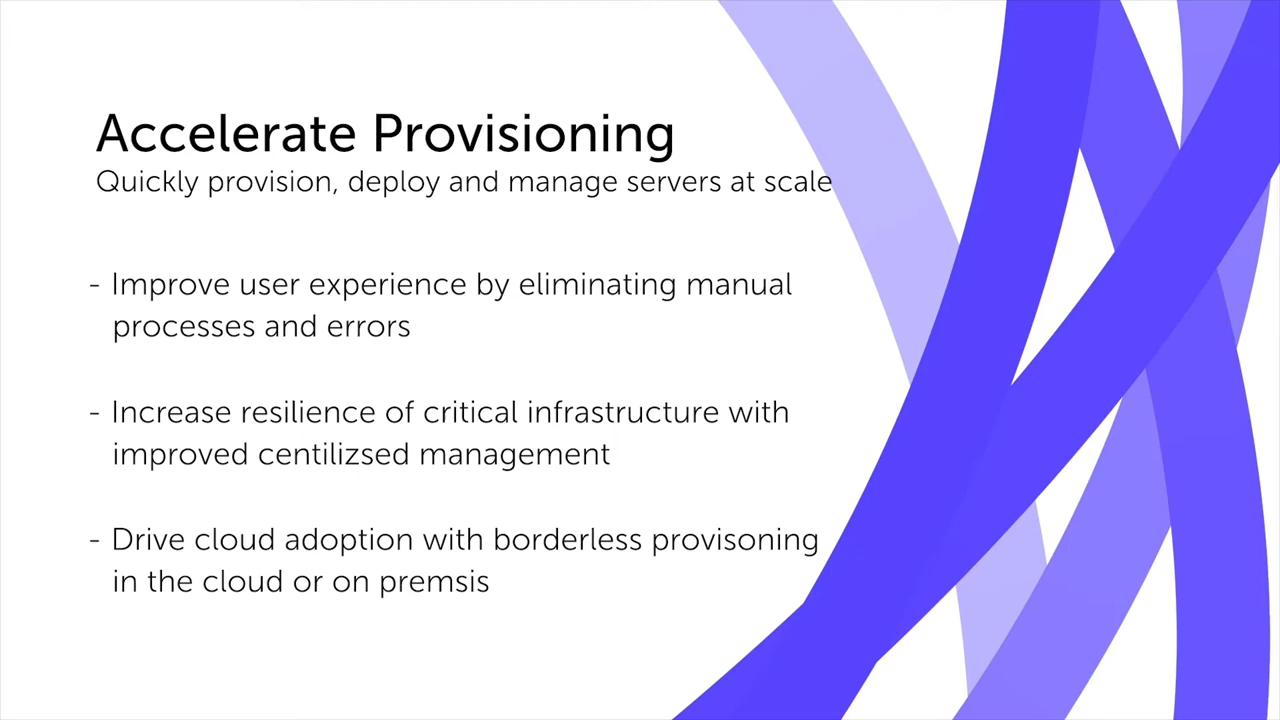 Accelerate Provisioning
Quickly provision, deploy and manage servers at scale
- Improve user experience by eliminating manual
processes and errors
- Increase resilience of critical infrastructure with
improved centilizsed management
- Drive cloud adoption with borderless provisoning
in the cloud or on premsis